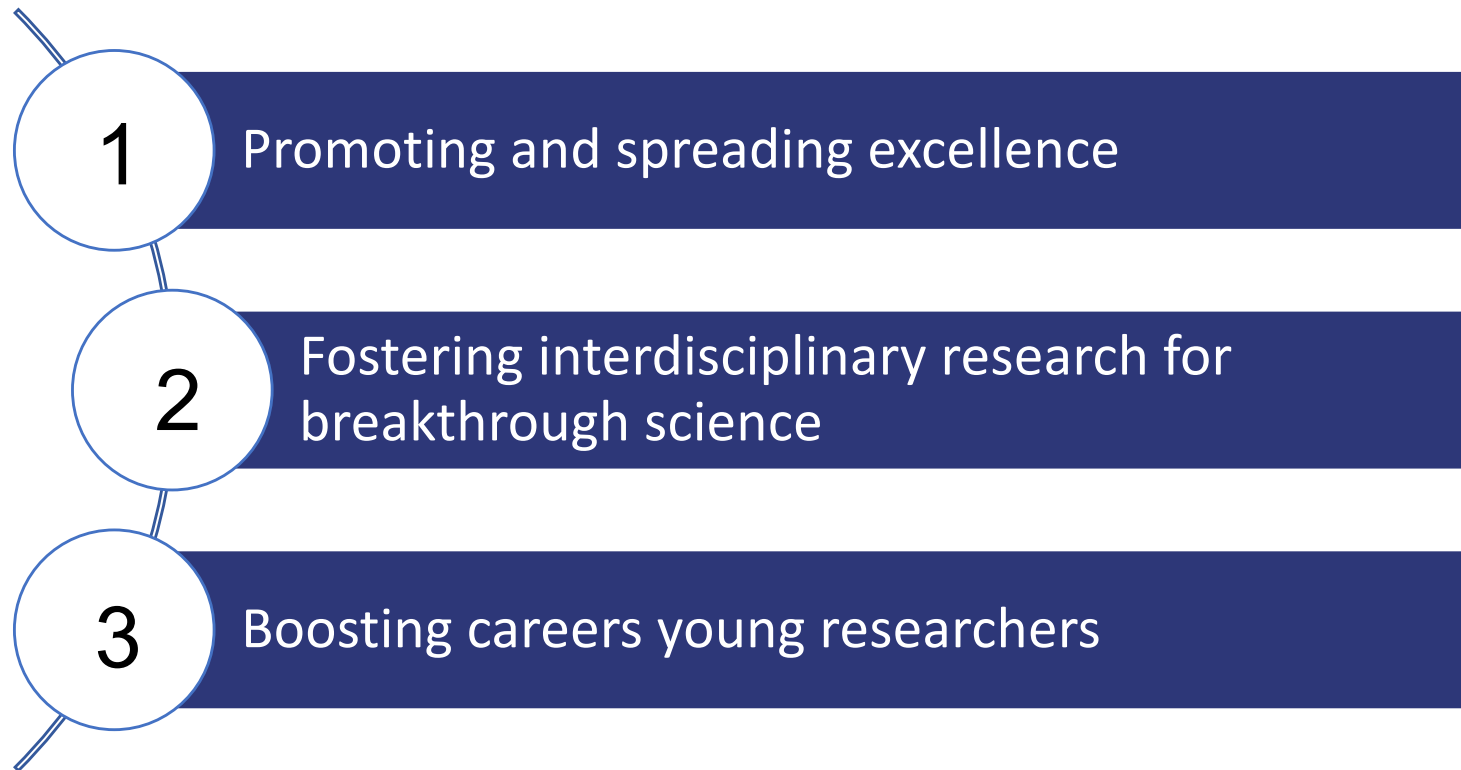 1
Promoting and spreading excellence
2
Fostering interdisciplinary research for
breakthrough science
3
Boosting careers young researchers